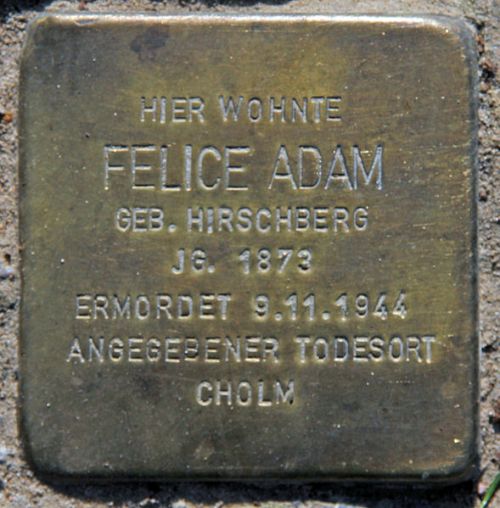 HIER WOHNTE
FELICE ADAM
GEB. HIRSCHBERG
JG. 1873
ERMORDET 9.11.1944
ANGEGEBENER TODESORT
CHOLM